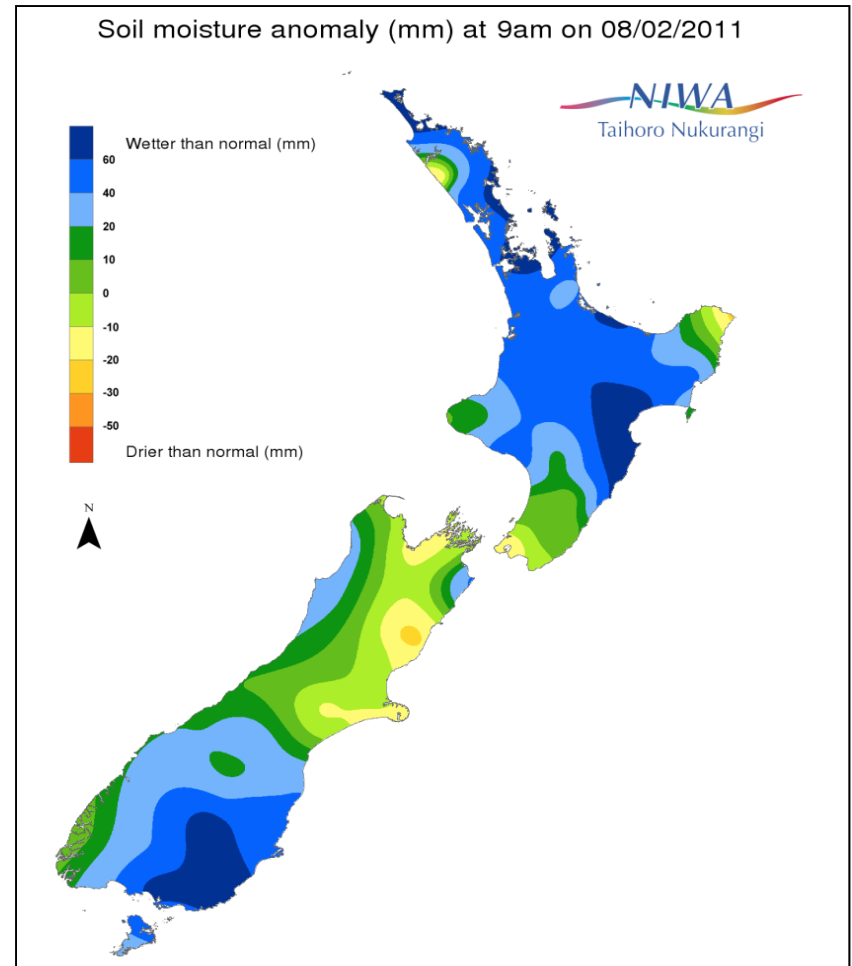 Soil moisture anomaly (mm) at 9am on 08/02/2011
NIWA
Taihoro Nukurangi
Wetter than normal (mm)
60
40
20
10
0
-10
-20
-30
-50
Drier than normal (mm)
N